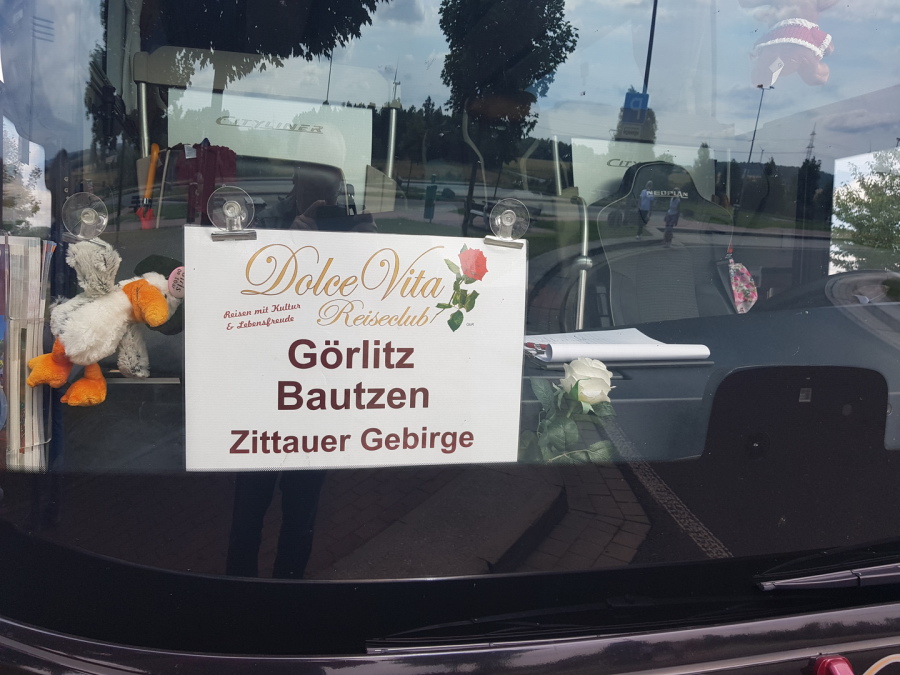 CITYLINER
Dolce Vita
Reiseclub
Reisen mit Kultur
& Lebensfreude
Görlitz
Bautzen
Zittauer Gebirge